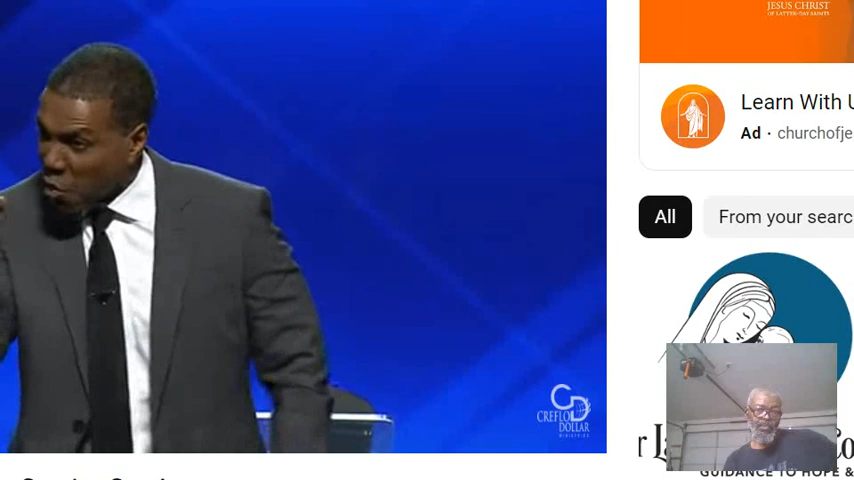 JESUS CHRIST
OF LATTER-DAY SAINTS
Learn With
Ad · churchofje
All
From your searc
CREFLO
DOLLAR
MINISTRIES
GUIDANCE TO HOPE &